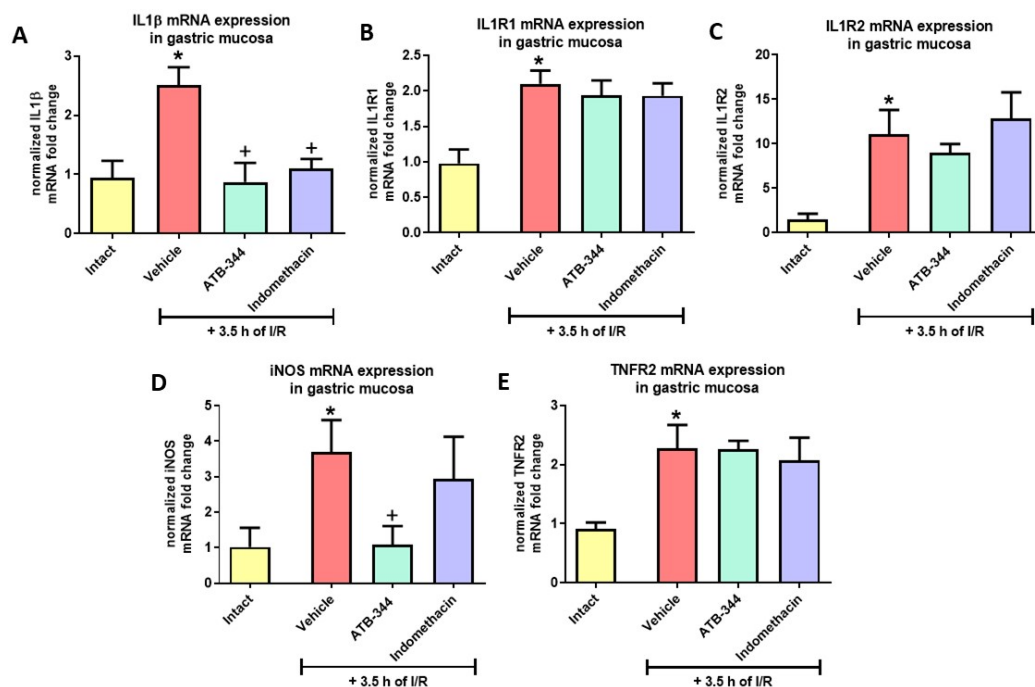 A
IL1β mRNA expression
in gastric mucosa
normalized IL1β
mRNA fold change
3
2
1
0
*
+
+
Intact
Vehicle
ATB-344
Indomethacin
+ 3.5 h of I/R
B
IL1R1 mRNA expression
in gastric mucosa
normalized IL1R1
mRNA fold change
2.5
2.0
1.5
1.0
0.5
0.0
*
Intact
Vehicle
ATB-344
Indomethacin
+ 3.5 h of I/R
C
IL1R2 mRNA expression
in gastric mucosa
normalized IL1R2
mRNA fold change
20
15
10
5
0
*
Intact
Vehicle
ATB-344
Indomethacin
+ 3.5 h of I/R
D
iNOS mRNA expression
in gastric mucosa
normalized iNOS
mRNA fold change
5
4
3
2
1
0
*
+
Intact
Vehicle
ATB-344
Indomethacin
+ 3.5 h of I/R
E
TNFR2 mRNA expression
in gastric mucosa
normalized TNFR2
mRNA fold change
3
2
1
0
*
Intact
Vehicle
ATB-344
Indomethacin
+ 3.5 h of I/R